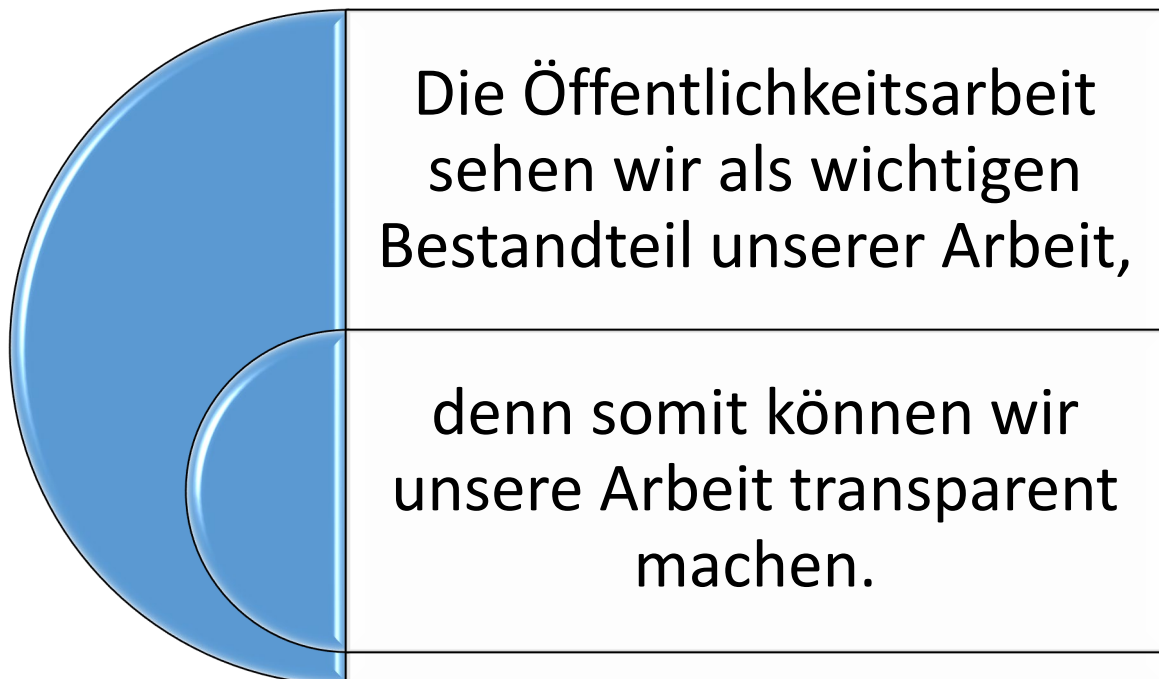 Die Öffentlichkeitsarbeit
sehen wir als wichtigen
Bestandteil unserer Arbeit,
denn somit können wir
unsere Arbeit transparent
machen.